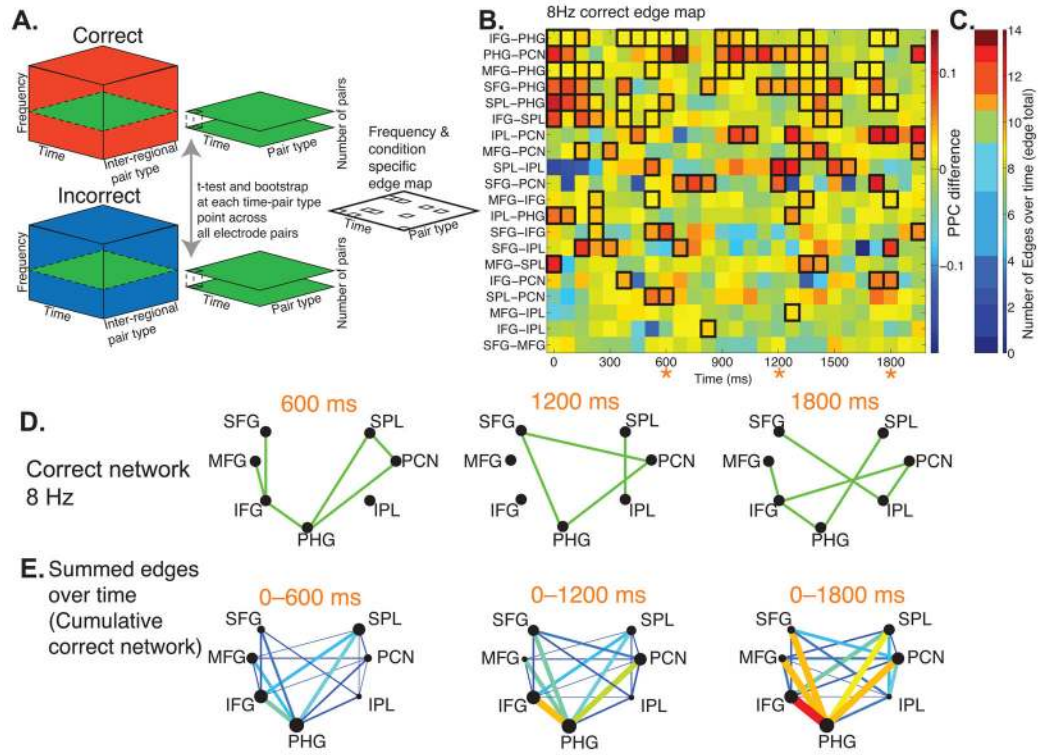 A.
Correct
Frequency
Time
Inter-regional
pair type
Time
Pair type
Number of pairs
Incorrect
t-test and bootstrap
at each time-pair type
point across
all electrode pairs
Frequency
Time
Inter-regional
pair type
Time
Pair type
Number of pairs
Frequency &
condition
specific
edge map
Time
Pair type
B.
8Hz correct edge map
IFG-PHG
PHG-PCN
MFG-PHG
SFG-PHG
SPL-PHG
IFG-SPL
IPL-PCN
MFG-PCN
SPL-IPL
SFG-PCN
MFG-IFG
IPL-PHG
SFG-IFG
SFG-IPL
MFG-SPL
IFG-PCN
SPL-PCN
MFG-IPL
IFG-IPL
SFG-MFG
0 300 600 900 1200 1500 1800
* * *
Time (ms)
0.1
0
−0.1
PPC difference
C.
14
12
10
8
6
4
2
0
Number of Edges over time (edge total)
D.
Correct network
8 Hz
600 ms
SFG
SPL
MFG
PCN
IFG
IPL
PHG
1200 ms
SFG
SPL
MFG
PCN
IFG
IPL
PHG
1800 ms
SFG
SPL
MFG
PCN
IFG
IPL
PHG
E. Summed edges
over time
(Cumulative
correct network)
0–600 ms
SFG
SPL
MFG
PCN
IFG
IPL
PHG
0–1200 ms
SFG
SPL
MFG
PCN
IFG
IPL
PHG
0–1800 ms
SFG
SPL
MFG
PCN
IFG
IPL
PHG